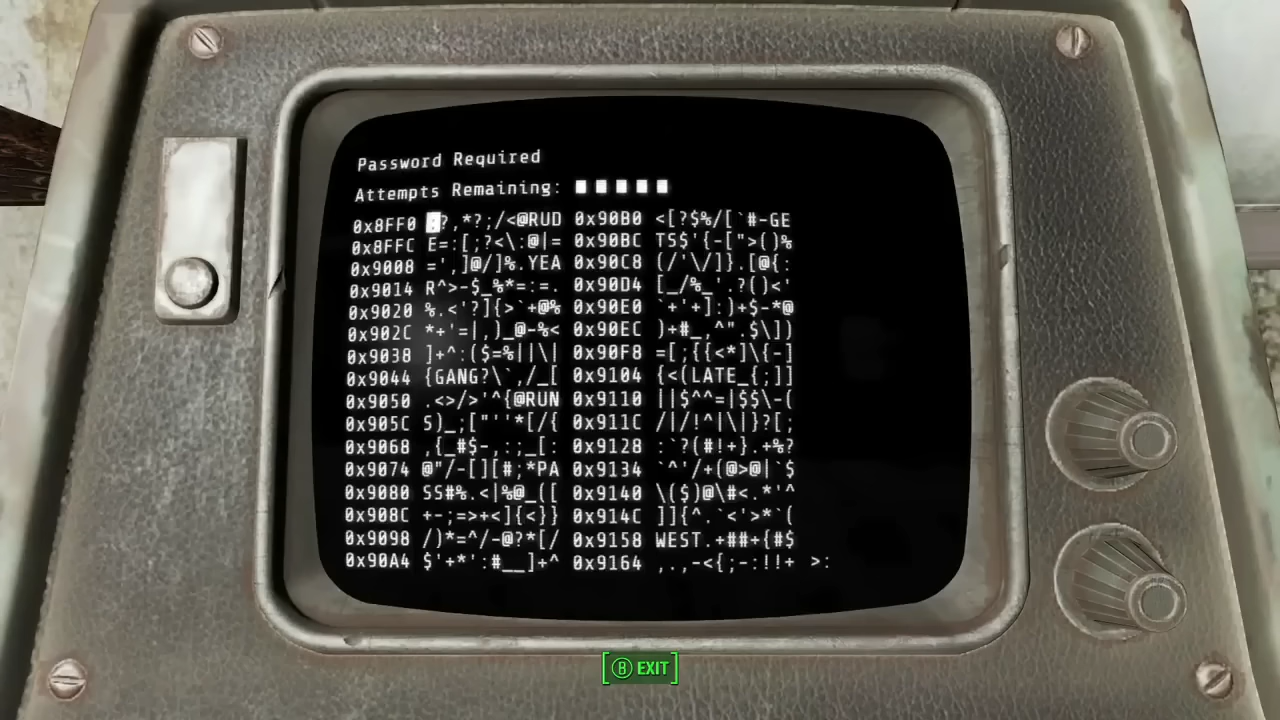 Password Required
Attempts Remaining: ■ ■ ■ ■ ■
0x8FF0 :?,*?;/<@RUD 0x90B0 <[?$%/[`#-GE
0x8FFC E=:[;?<\:@|= 0x90BC TS$'{-[">()%
0x9008 =',]@/]%.YEA 0x90C8 (/'\/]}.[@{:
0x9014 R^>-$_%*=:=. 0x90D4 [_/%_'.?()<'
0x9020 %.<'?]{>`+@% 0x90E0 `+'+]:)+$-*@
0x902C *+'=|,)_@-%< 0x90EC )+#_,^".$\])
0x9038 ]+^:($=%||\| 0x90F8 =[;{{<*]\{-]
0x9044 {GANG?\`,/_[ 0x9104 {<(LATE_{;]]
0x9050 .<>/>'^{@RUN 0x9110 ||$^^=|$$\-(
0x905C S)_;["''*[/{ 0x911C /|/!^|\|}?[;
0x9068 ,{_#$-,:;_[: 0x9128 :`?(#!+}.+%?
0x9074 @"/-[][#;*PA 0x9134 `^'/+(@>@|`$
0x9080 SS#%.<|%@_([ 0x9140 \($)@\#<.*'^
0x908C +-;=>+<]{<}} 0x914C ]]{^.`<'>*`(
0x9098 /)*=^/-@?*[/ 0x9158 WEST.+##+{#$
0x90A4 $'+*':#__]+^ 0x9164 ,.,-<{;-:!!+ >:
[Ⓑ EXIT]